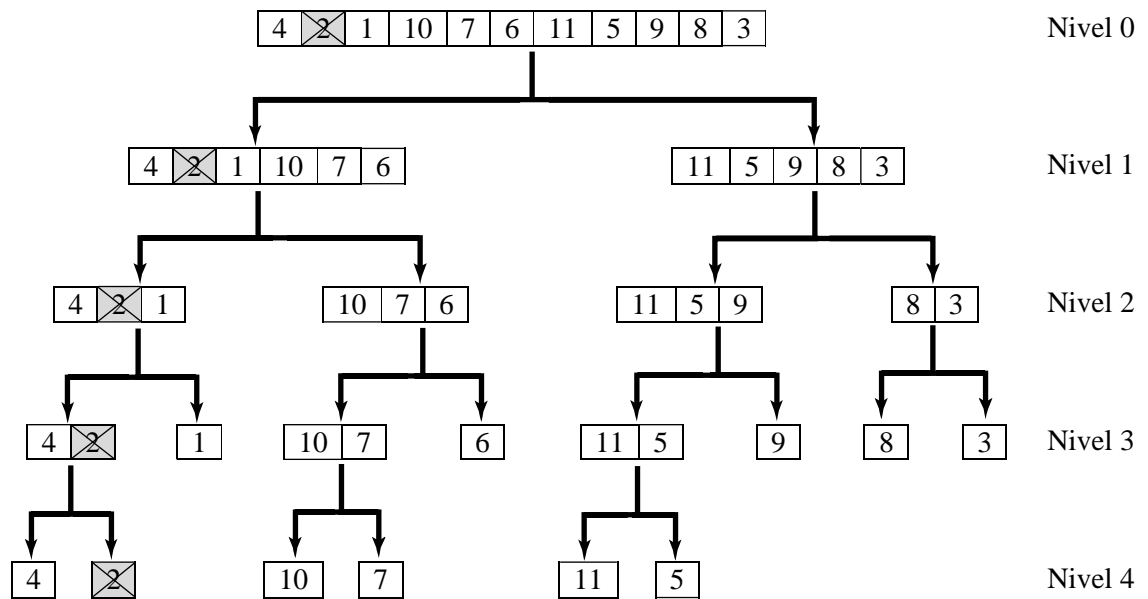 4 2 1 10 7 6 11 5 9 8 3 Nivel 0
4 2 1 10 7 6 11 5 9 8 3 Nivel 1
4 2 1 10 7 6 11 5 9 8 3 Nivel 2
4 2 1 10 7 6 11 5 9 8 3 Nivel 3
4 2 10 7 11 5 Nivel 4